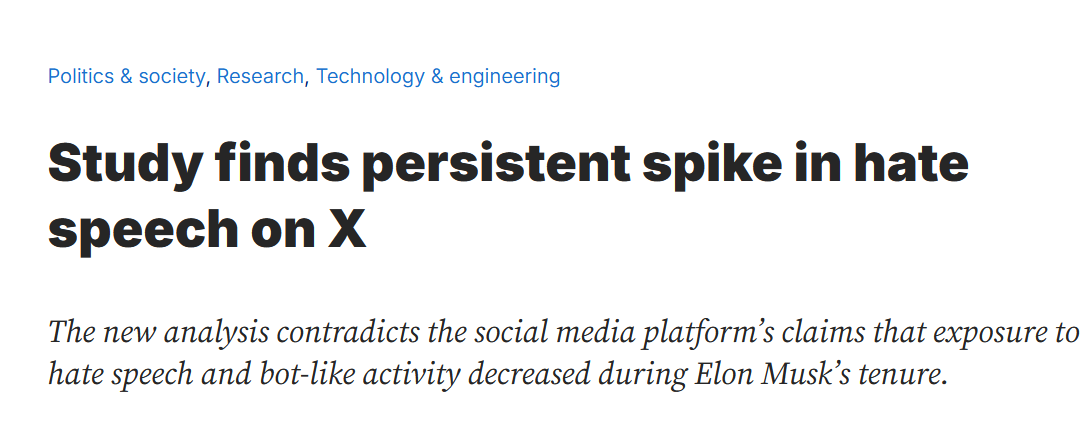 Politics & society, Research, Technology & engineering
Study finds persistent spike in hate
speech on X
The new analysis contradicts the social media platform’s claims that exposure to
hate speech and bot-like activity decreased during Elon Musk’s tenure.